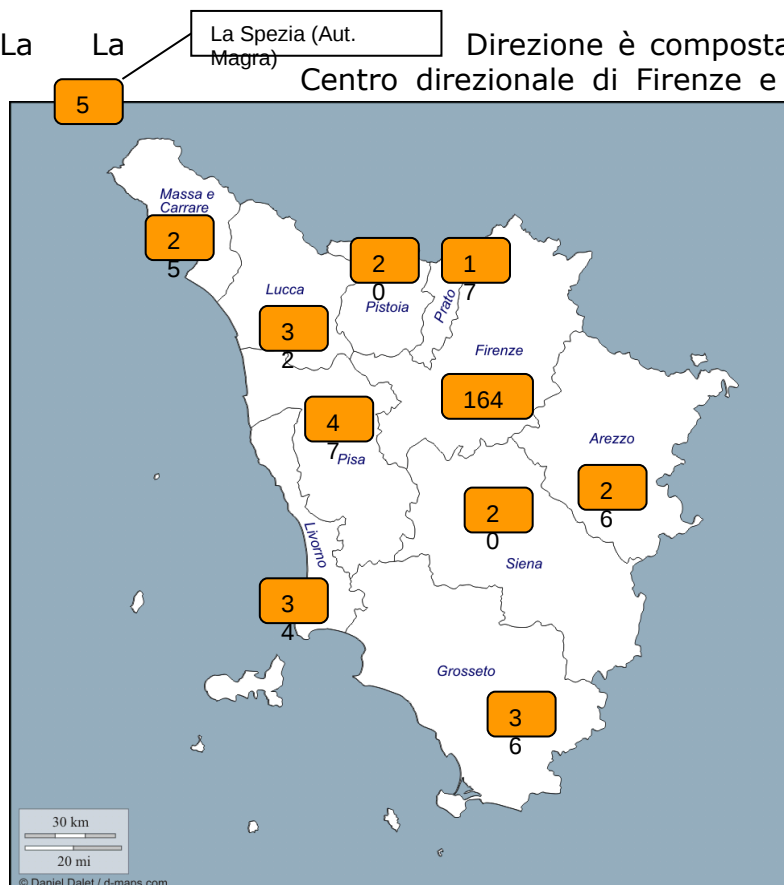 La La Direzione è composta
La Spezia (Aut.
Magra)
Centro direzionale di Firenze e
5
Massa e
Carrare
2
5
Lucca
3
2
2
0
Pistoia
1
7
Prato
Firenze
164
4
7
Pisa
Arezzo
2
6
2
0
Siena
Livorno
3
4
Grosseto
3
6
30 km
20 mi
© Daniel Dalet / d-maps.com